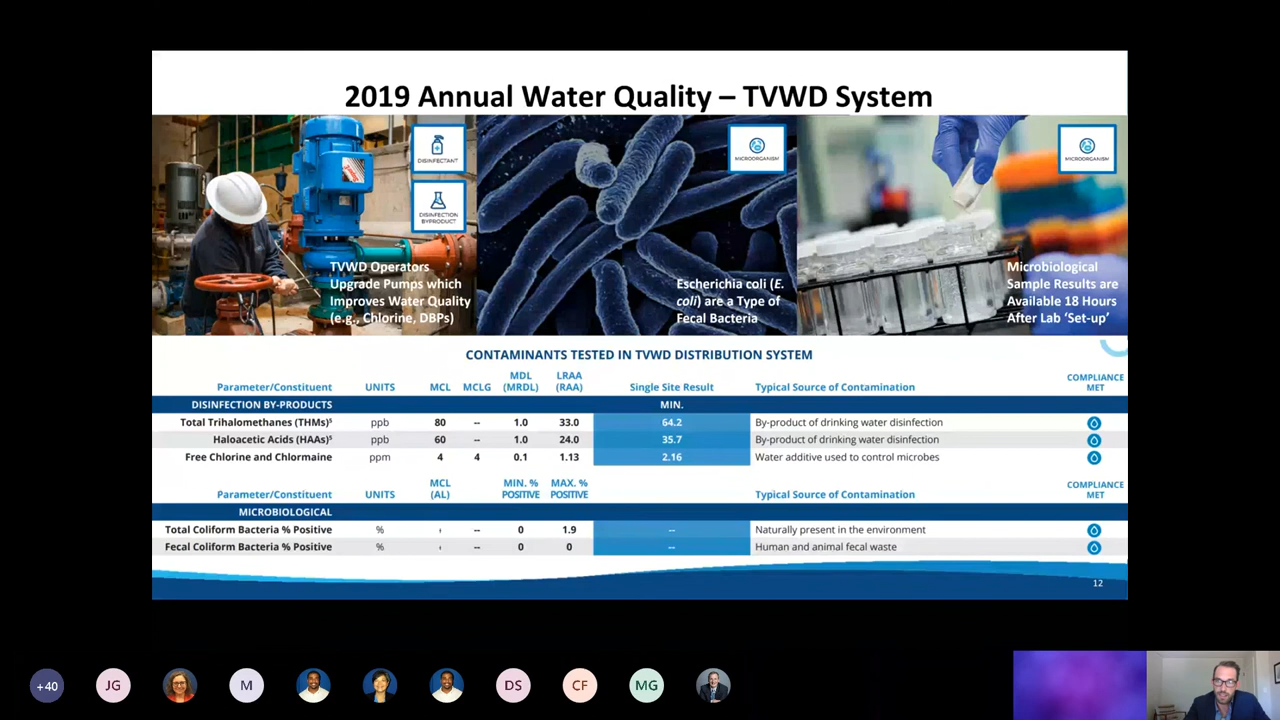 2019 Annual Water Quality – TVWD System
DISINFECTANT
DISINFECTION
BYPRODUCT
TVWD Operators
Upgrade Pumps which
Improves Water Quality
(e.g., Chlorine, DBPs)
MICROORGANISM
Escherichia coli (E.
coli) are a Type of
Fecal Bacteria
MICROORGANISM
Microbiological
Sample Results are
Available 18 Hours
After Lab ‘Set-up’
CONTAMINANTS TESTED IN TVWD DISTRIBUTION SYSTEM
Parameter/Constituent UNITS MCL MCLG MDL (MRDL) LRAA (RAA) Single Site Result Typical Source of Contamination COMPLIANCE MET
DISINFECTION BY-PRODUCTS MIN.
Total Trihalomethanes (THMs)⁵ ppb 80 -- 1.0 33.0 64.2 By-product of drinking water disinfection
Haloacetic Acids (HAAs)⁵ ppb 60 -- 1.0 24.0 35.7 By-product of drinking water disinfection
Free Chlorine and Chlormaine ppm 4 4 0.1 1.13 2.16 Water additive used to control microbes
Parameter/Constituent UNITS MCL (AL) MIN. % POSITIVE MAX. % POSITIVE Typical Source of Contamination COMPLIANCE MET
MICROBIOLOGICAL
Total Coliform Bacteria % Positive % -- 0 1.9 -- Naturally present in the environment
Fecal Coliform Bacteria % Positive % -- 0 0 -- Human and animal fecal waste
12
+40 JG M DS CF MG